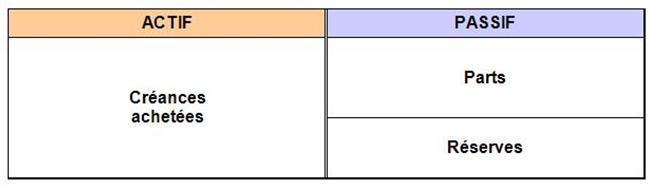 ACTIF
PASSIF
Créances
achetées
Parts
Réserves